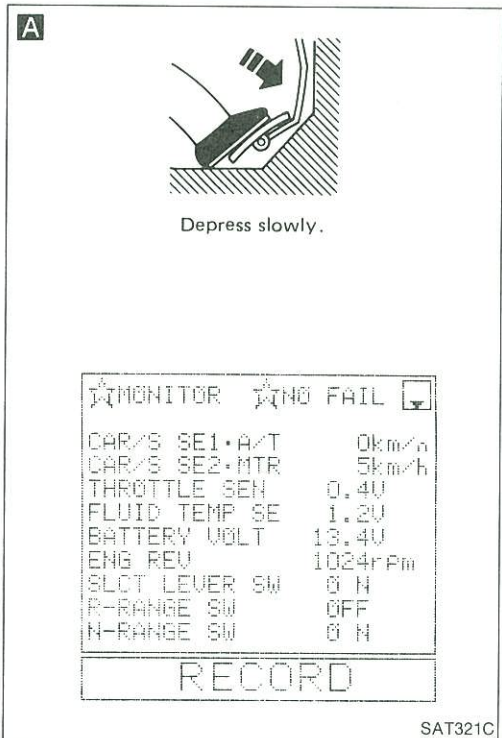 A
Depress slowly.
☆MONITOR ☆NO FAIL
CAR/S SE1•A/T 0km/h
CAR/S SE2•MTR 5km/h
THROTTLE SEN 0.4V
FLUID TEMP SE 1.2V
BATTERY VOLT 13.4V
ENG REV 1024rpm
SLCT LEVER SW O N
R-RANGE SW OFF
N-RANGE SW O N
RECORD
SAT321C